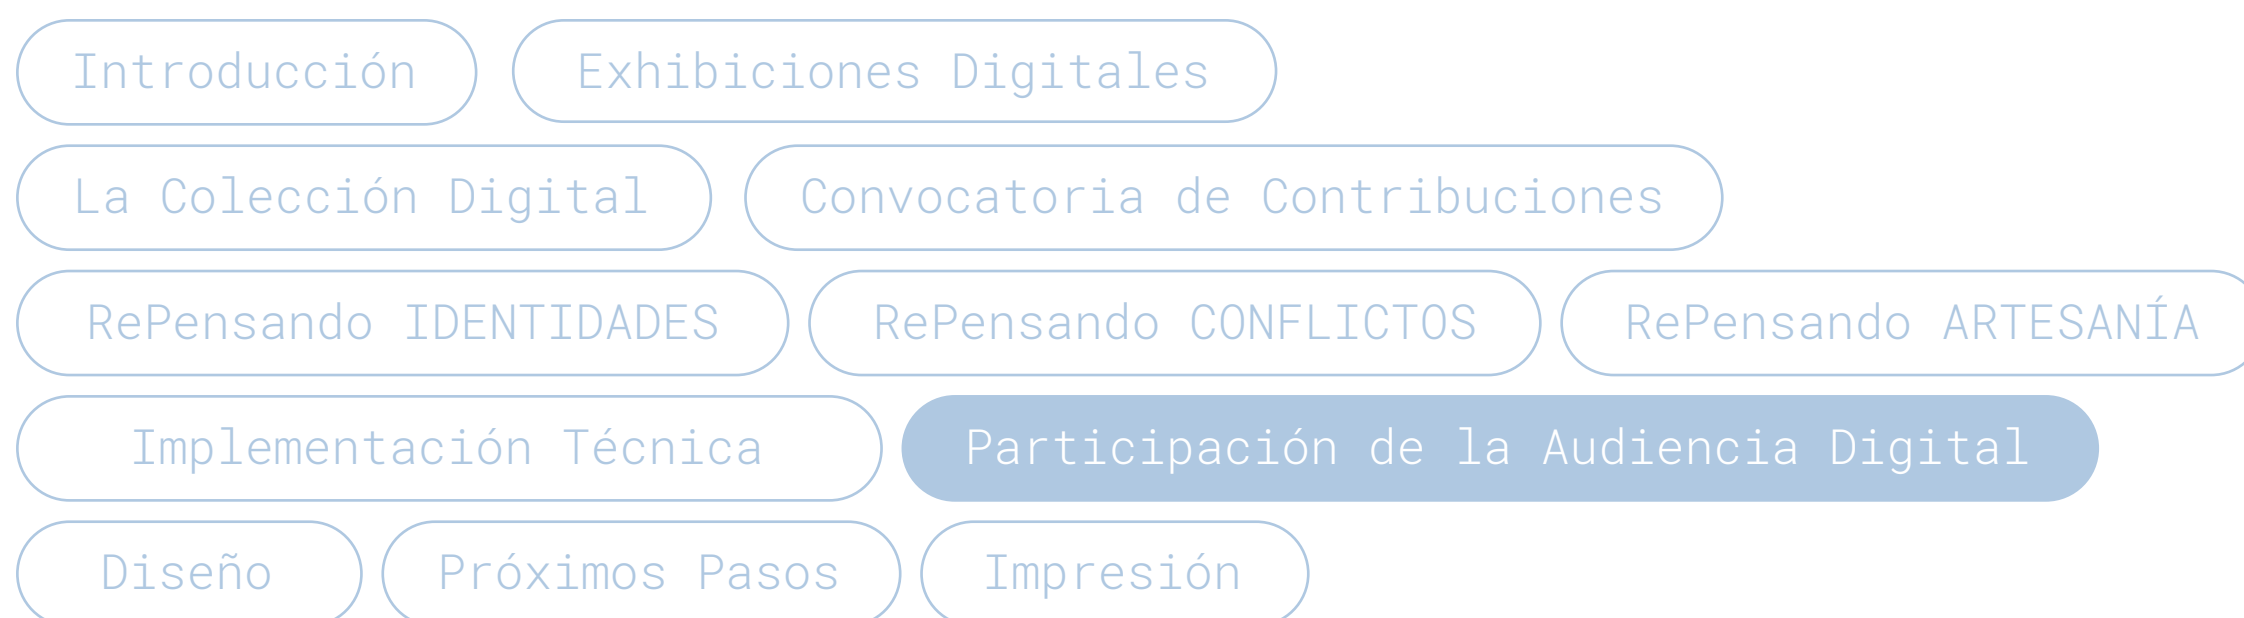 Introducción Exhibiciones Digitales
La Colección Digital Convocatoria de Contribuciones
RePensando IDENTIDADES RePensando CONFLICTOS RePensando ARTESANÍA
Implementación Técnica Participación de la Audiencia Digital
Diseño Próximos Pasos Impresión